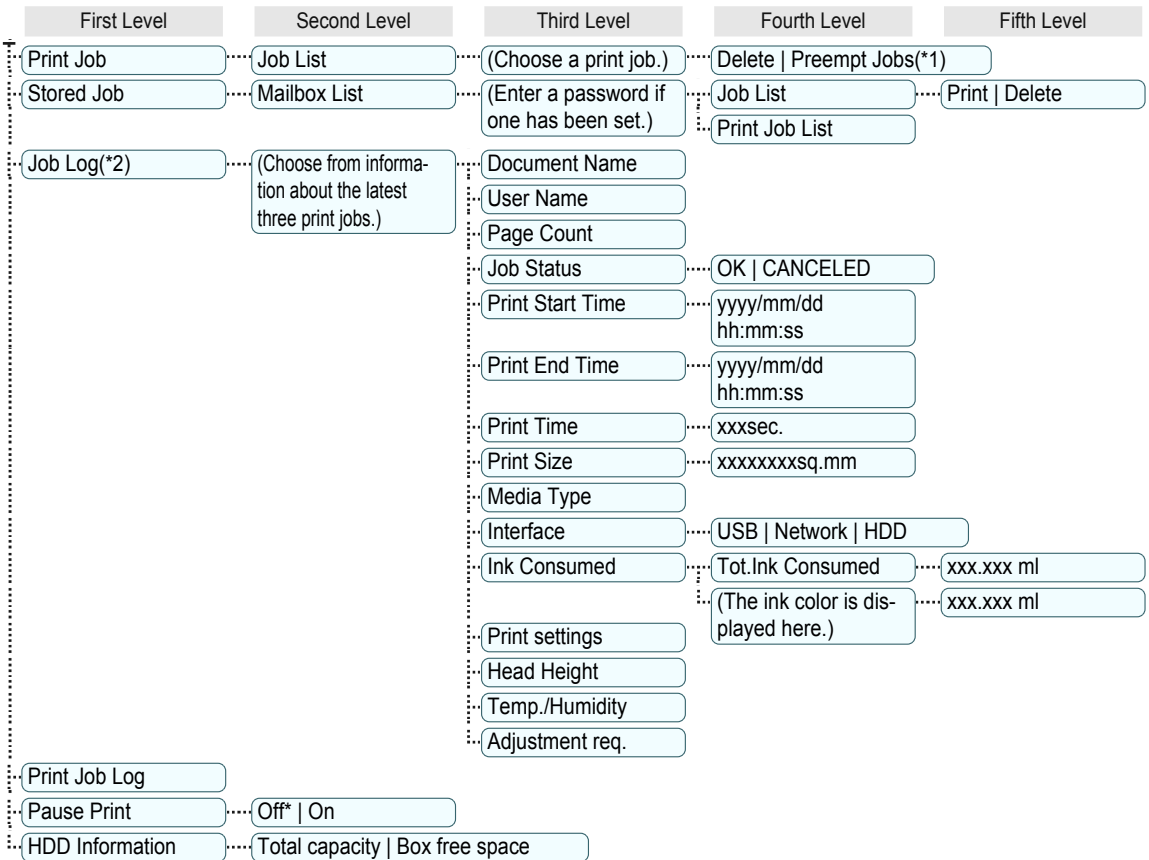 First Level Second Level Third Level Fourth Level Fifth Level
Print Job Job List (Choose a print job.) Delete | Preempt Jobs(*1)
Stored Job Mailbox List (Enter a password if
one has been set.) Job List Print | Delete
Print Job List
Job Log(*2) (Choose from informa-
tion about the latest
three print jobs.) Document Name
User Name
Page Count
Job Status OK | CANCELED
Print Start Time yyyy/mm/dd
hh:mm:ss
Print End Time yyyy/mm/dd
hh:mm:ss
Print Time xxxsec.
Print Size xxxxxxxxsq.mm
Media Type
Interface USB | Network | HDD
Ink Consumed Tot.Ink Consumed xxx.xxx ml
(The ink color is dis-
played here.) xxx.xxx ml
Print settings
Head Height
Temp./Humidity
Adjustment req.
Print Job Log
Pause Print Off* | On
HDD Information Total capacity | Box free space